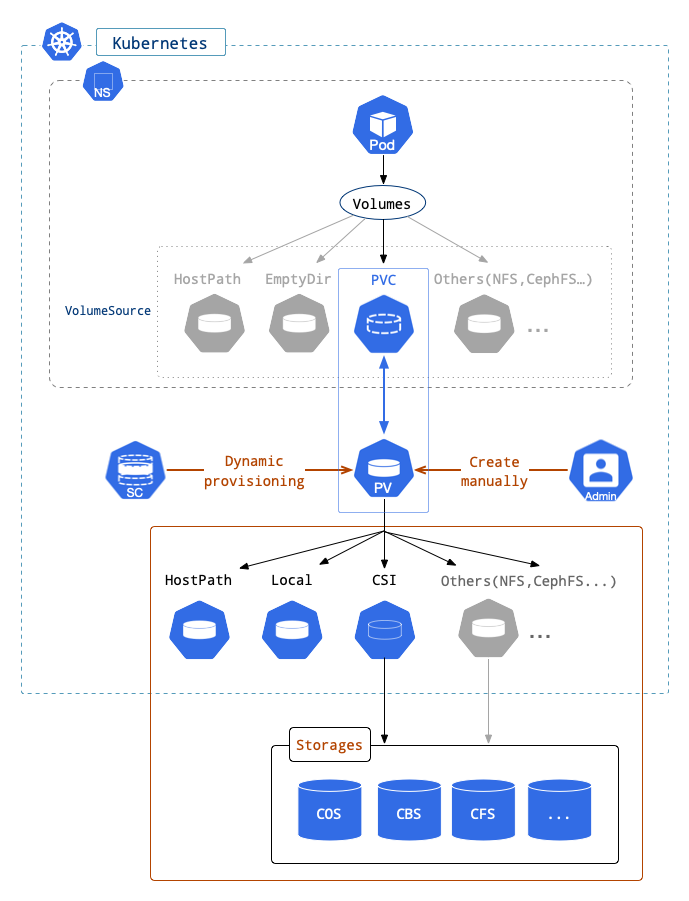 Kubernetes
NS
Pod
Volumes
HostPath
EmptyDir
PVC
Others(NFS,CephFS…)
VolumeSource
...
SC
Dynamic
provisioning
PV
Create
manually
Admin
HostPath
Local
CSI
Others(NFS,CephFS...)
...
Storages
COS
CBS
CFS
...